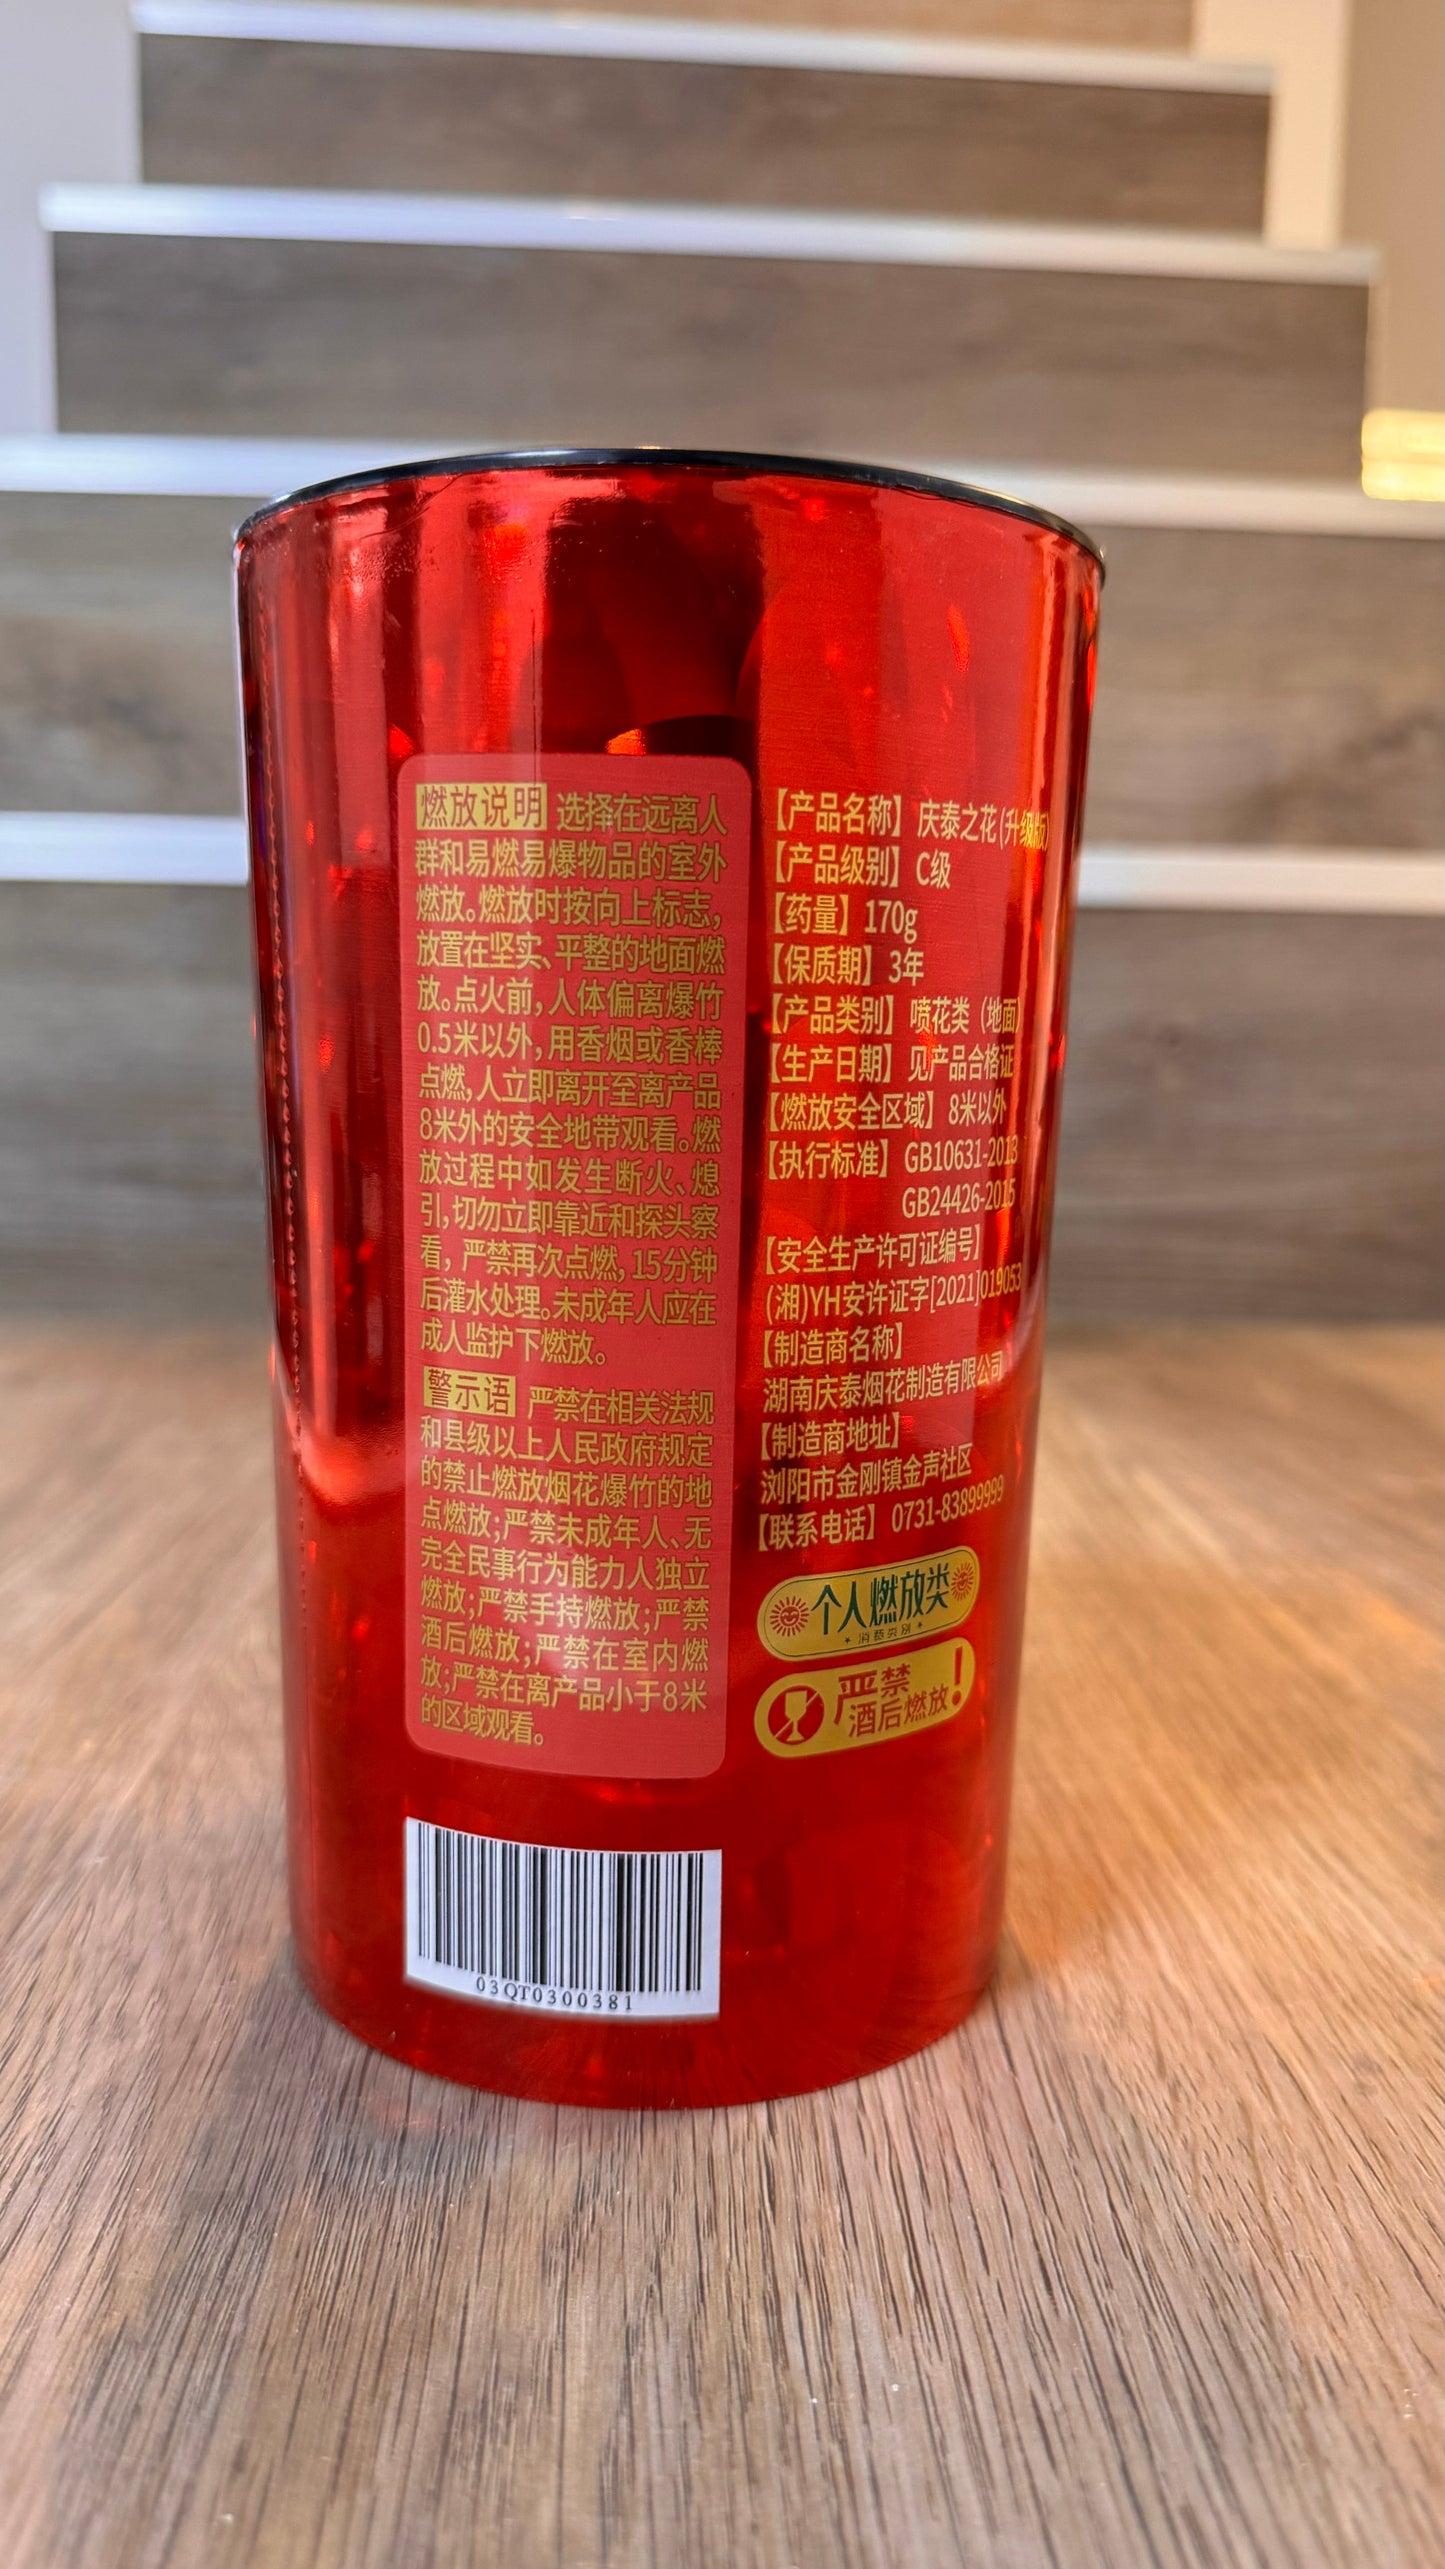 燃放说明 选择在远离人
群和易燃易爆物品的室外
燃放。燃放时按向上标志，
放置在坚实、平整的地面燃
放。点火前，人体偏离爆竹
0.5米以外，用香烟或香棒
点燃，人立即离开至离产品
8米外的安全地带观看。燃
放过程中如发生断火、熄
引，切勿立即靠近和探头察
看，严禁再次点燃，15分钟
后灌水处理。未成年人应在
成人监护下燃放。
警示语 严禁在相关法规
和县级以上人民政府规定
的禁止燃放烟花爆竹的地
点燃放；严禁未成年人、无
完全民事行为能力人独立
燃放；严禁手持燃放；严禁
酒后燃放；严禁在室内燃
放；严禁在离产品小于8米
的区域观看。
03QT0300381
【产品名称】庆泰之花（升级版）
【产品级别】C级
【药量】170g
【保质期】3年
【产品类别】喷花类（地面）
【生产日期】见产品合格证
【燃放安全区域】8米以外
【执行标准】GB10631-2013
GB24426-2015
【安全生产许可证编号】
(湘)YH安许证字[2021]019053
【制造商名称】
湖南庆泰烟花制造有限公司
【制造商地址】
浏阳市金刚镇金声社区
【联系电话】0731-83899999
个人燃放类
消费类别
严禁
酒后燃放！